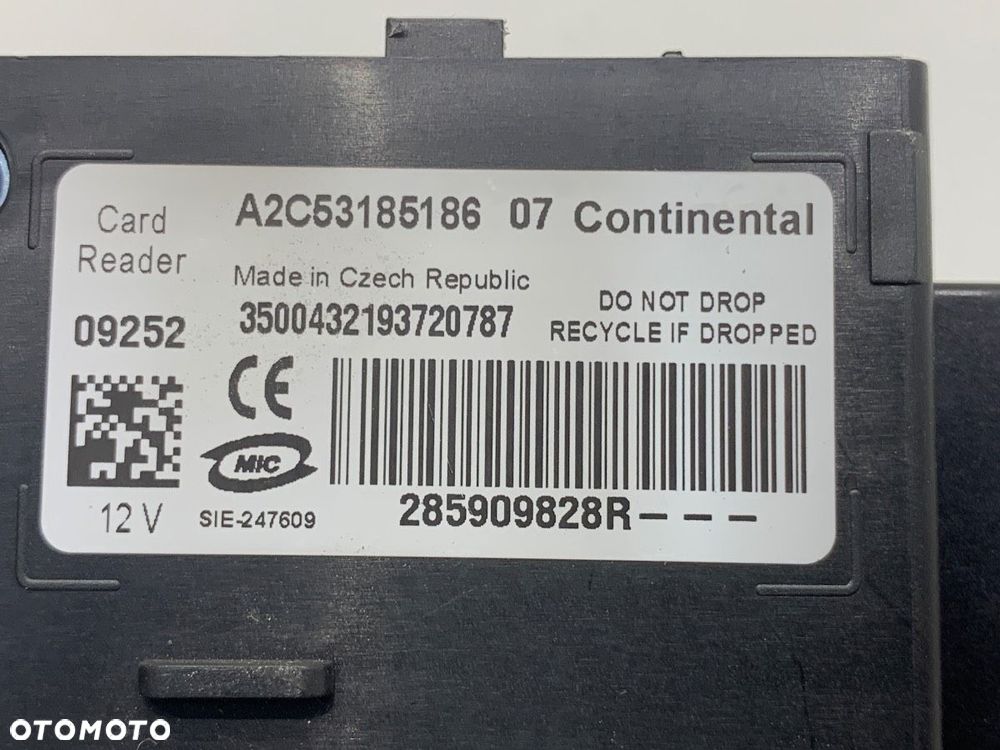 Card
Reader
A2C53185186 07 Continental
Made in Czech Republic
09252
3500432193720787
DO NOT DROP
RECYCLE IF DROPPED
CE
MIC
12 V
SIE-247609
285909828R---
OTOMOTO